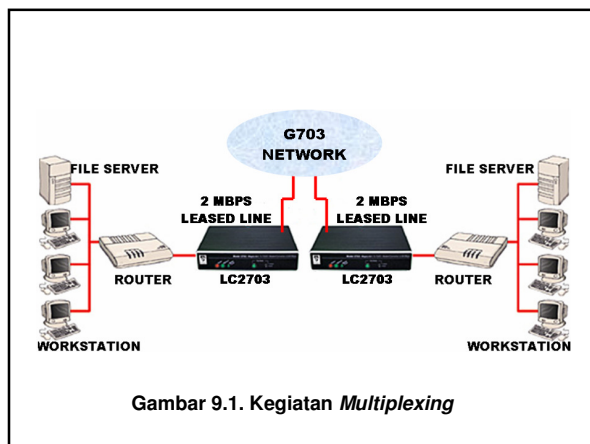 G703
NETWORK
FILE SERVER
FILE SERVER
2 MBPS
LEASED LINE
2 MBPS
LEASED LINE
ROUTER
LC2703
LC2703
ROUTER
WORKSTATION
WORKSTATION
Gambar 9.1. Kegiatan Multiplexing